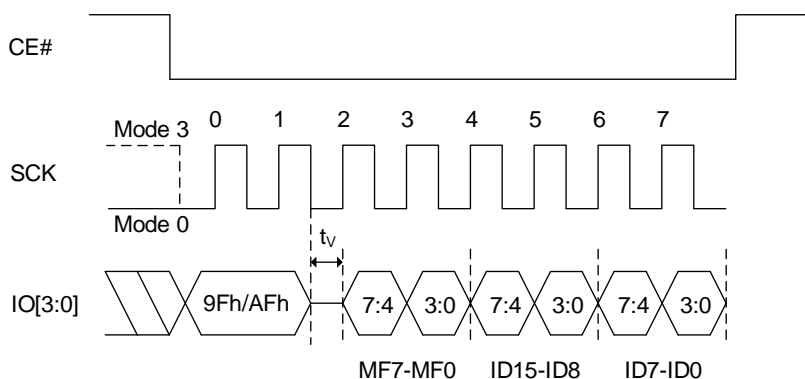 CE#
Mode 3
0 1 2 3 4 5 6 7
SCK
Mode 0
tV
IO[3:0]
9Fh/AFh
7:4 3:0 7:4 3:0 7:4 3:0
MF7-MF0 ID15-ID8 ID7-ID0